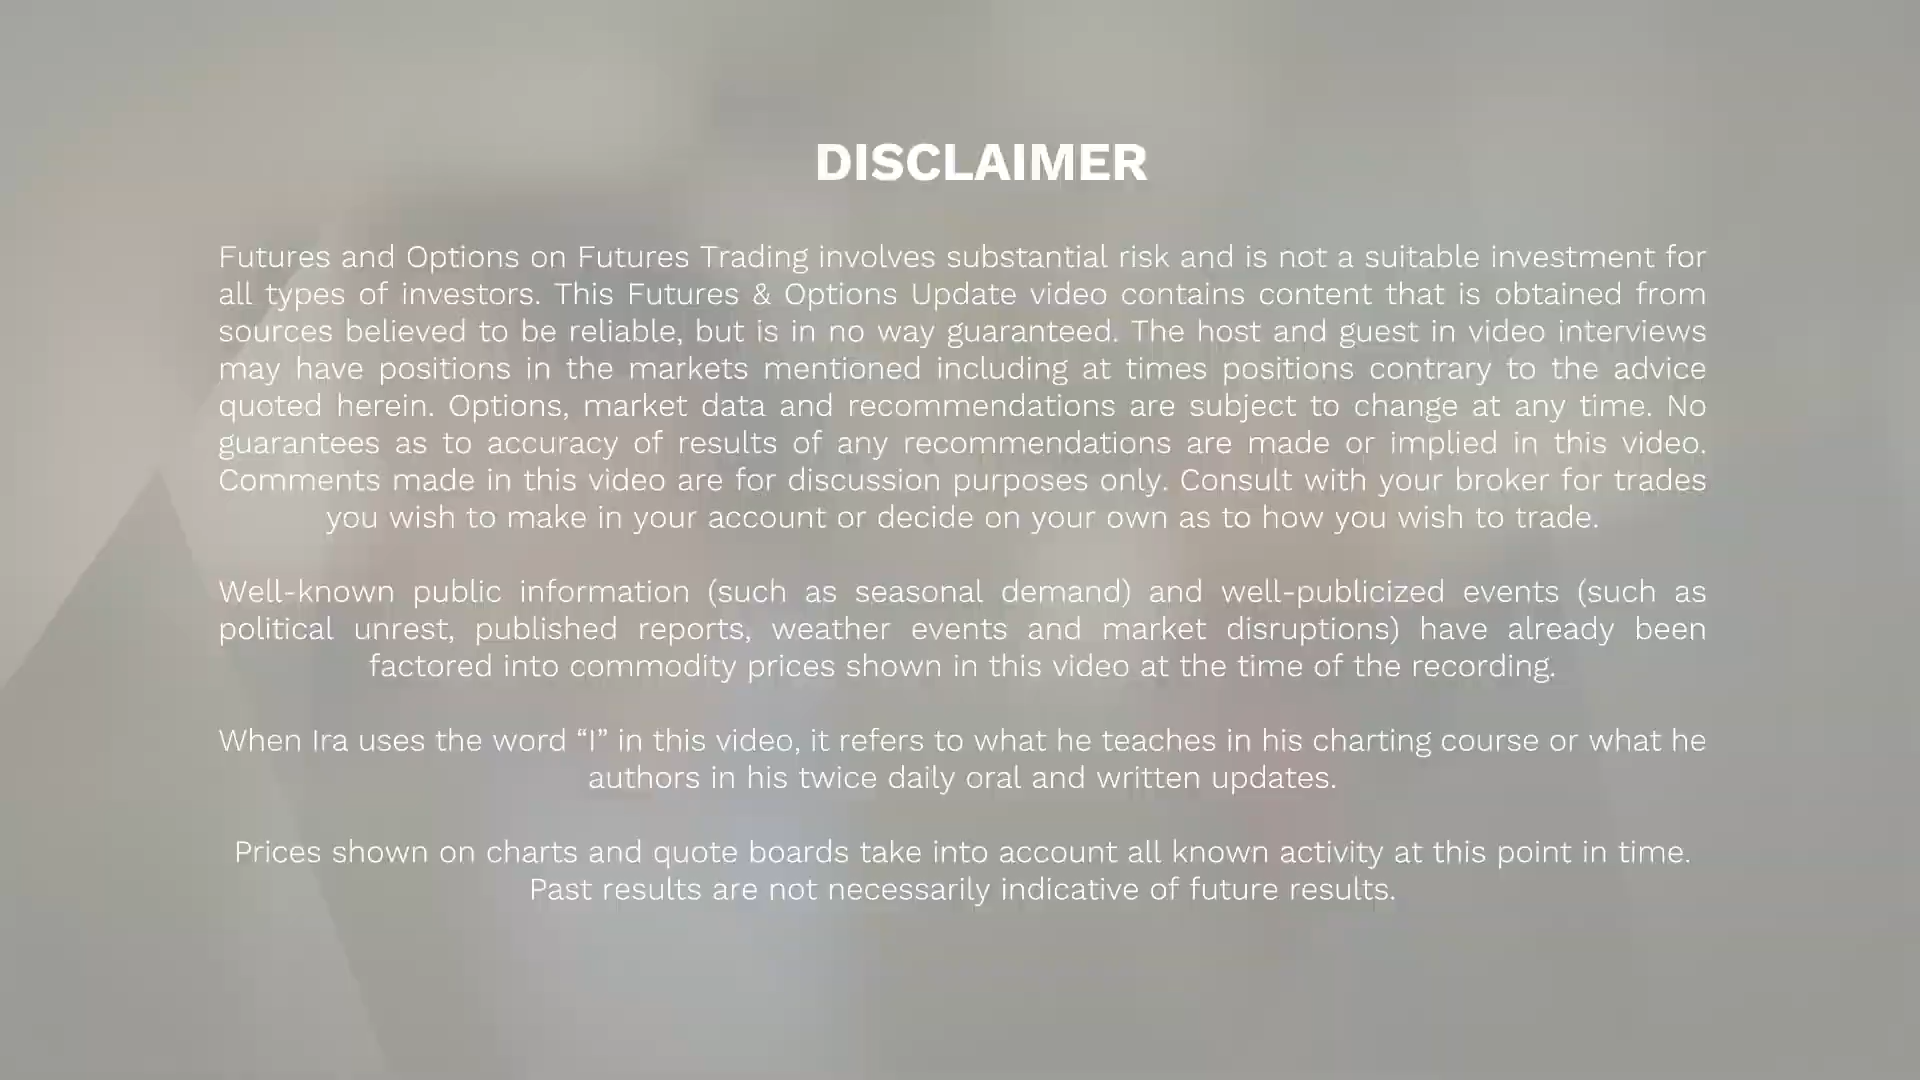 DISCLAIMER
Futures and Options on Futures Trading involves substantial risk and is not a suitable investment for
all types of investors. This Futures & Options Update video contains content that is obtained from
sources believed to be reliable, but is in no way guaranteed. The host and guest in video interviews
may have positions in the markets mentioned including at times positions contrary to the advice
quoted herein. Options, market data and recommendations are subject to change at any time. No
guarantees as to accuracy of results of any recommendations are made or implied in this video.
Comments made in this video are for discussion purposes only. Consult with your broker for trades
you wish to make in your account or decide on your own as to how you wish to trade.
Well-known public information (such as seasonal demand) and well-publicized events (such as
political unrest, published reports, weather events and market disruptions) have already been
factored into commodity prices shown in this video at the time of the recording.
When Ira uses the word “I” in this video, it refers to what he teaches in his charting course or what he
authors in his twice daily oral and written updates.
Prices shown on charts and quote boards take into account all known activity at this point in time.
Past results are not necessarily indicative of future results.